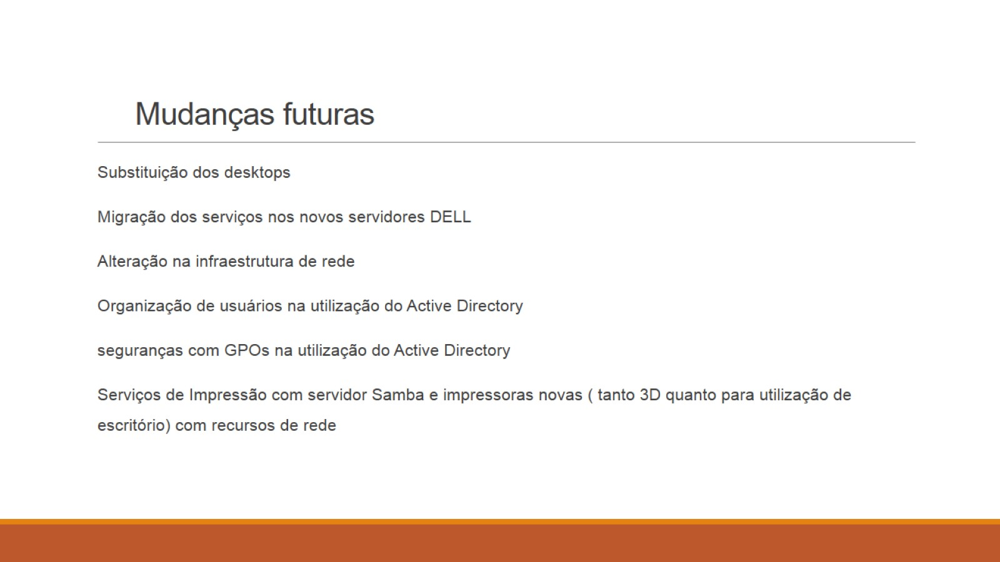 Mudanças futuras
Substituição dos desktops
Migração dos serviços nos novos servidores DELL
Alteração na infraestrutura de rede
Organização de usuários na utilização do Active Directory
seguranças com GPOs na utilização do Active Directory
Serviços de Impressão com servidor Samba e impressoras novas ( tanto 3D quanto para utilização de
escritório) com recursos de rede